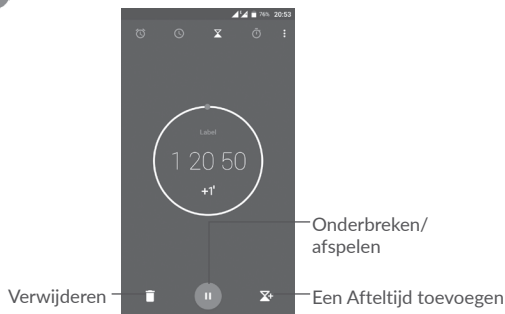 76% 20:53
Label
1 20 50
+1'
Onderbreken/
afspelen
Verwijderen
Een Afteltijd toevoegen